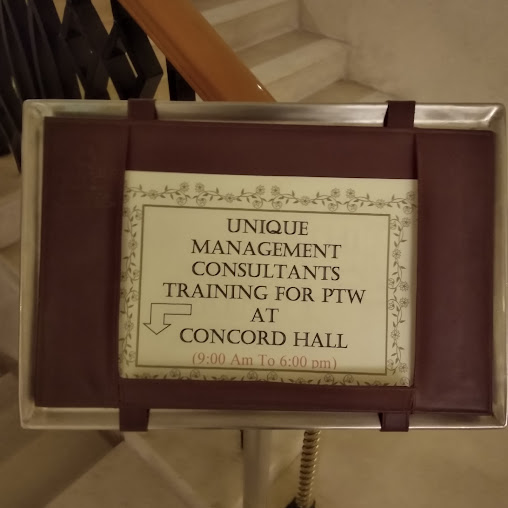 UNIQUE
MANAGEMENT
CONSULTANTS
TRAINING FOR PTW
AT
CONCORD HALL
(9:00 Am To 6:00 pm)